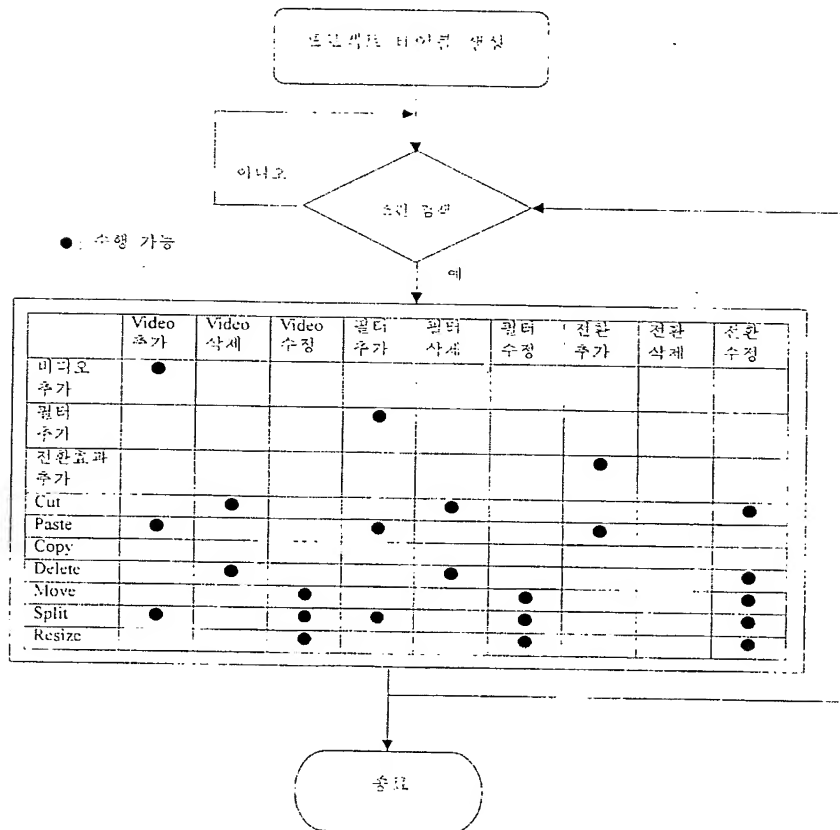 프로젝트 테이블 생성
아니오
조건 검색
● : 수행 가능
예
Video 추가 Video 삭제 Video 수정 필터 추가 필터 삭제 필터 수정 전환 추가 전환 삭제 전환 수정
비디오 추가 ●
필터 추가 ●
전환효과 추가 ●
Cut ● ● ●
Paste ● ● ●
Copy
Delete ● ● ●
Move ● ● ●
Split ● ● ● ● ●
Resize ● ● ●
종료